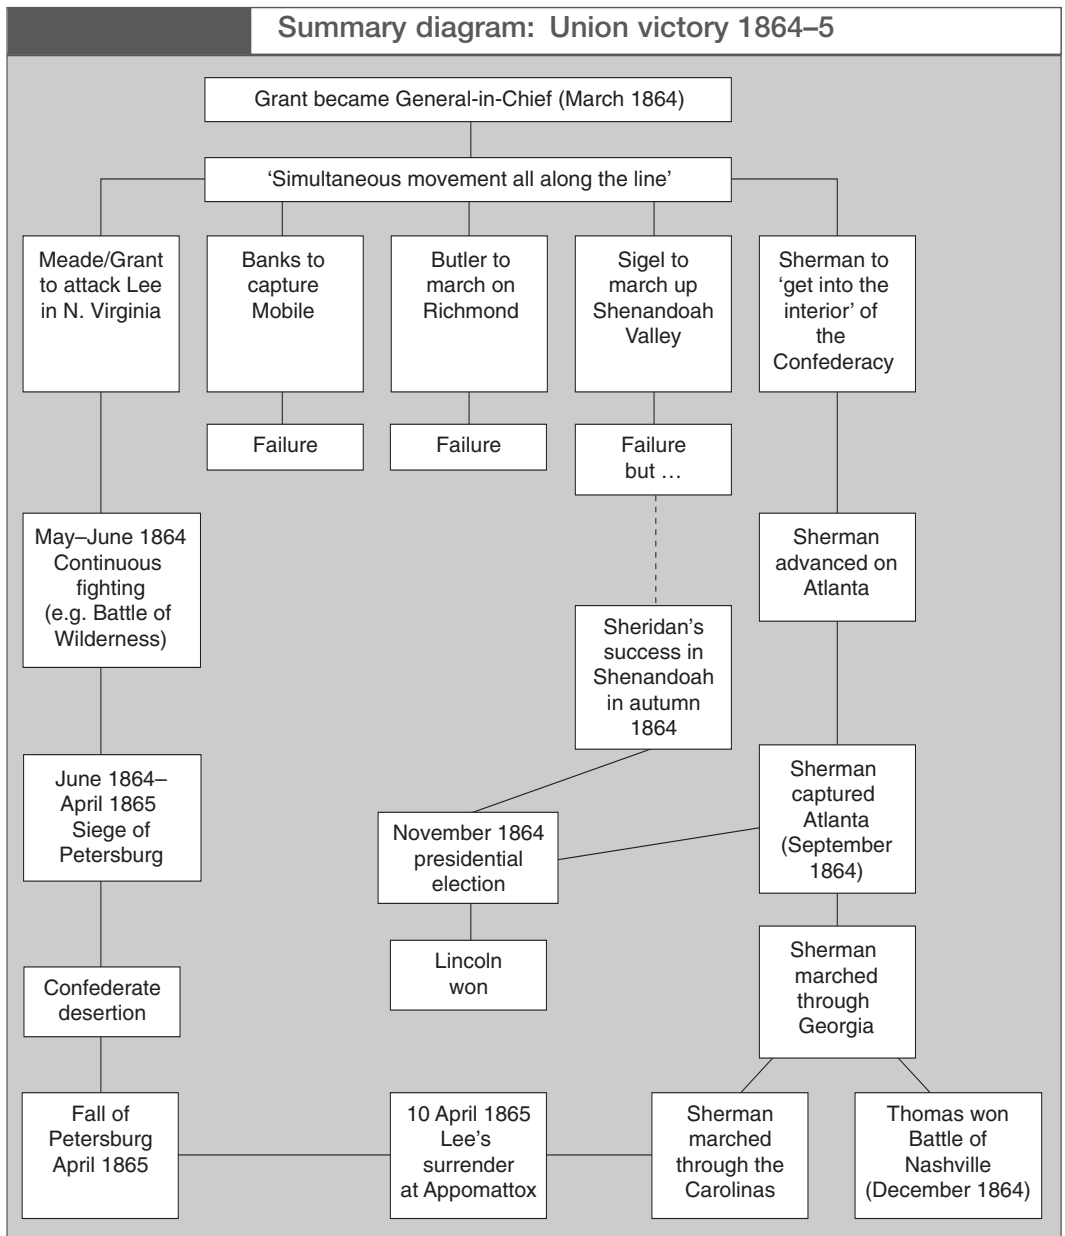 Summary diagram: Union victory 1864–5
Grant became General-in-Chief (March 1864)
‘Simultaneous movement all along the line’
Meade/Grant
to attack Lee
in N. Virginia
Banks to
capture
Mobile
Butler to
march on
Richmond
Sigel to
march up
Shenandoah
Valley
Sherman to
‘get into the
interior’ of
the
Confederacy
Failure
Failure
Failure
but …
May–June 1864
Continuous
fighting
(e.g. Battle of
Wilderness)
Sherman
advanced on
Atlanta
Sheridan’s
success in
Shenandoah
in autumn
1864
June 1864–
April 1865
Siege of
Petersburg
November 1864
presidential
election
Sherman
captured
Atlanta
(September
1864)
Lincoln
won
Sherman
marched
through
Georgia
Confederate
desertion
Fall of
Petersburg
April 1865
10 April 1865
Lee’s
surrender
at Appomattox
Sherman
marched
through the
Carolinas
Thomas won
Battle of
Nashville
(December 1864)